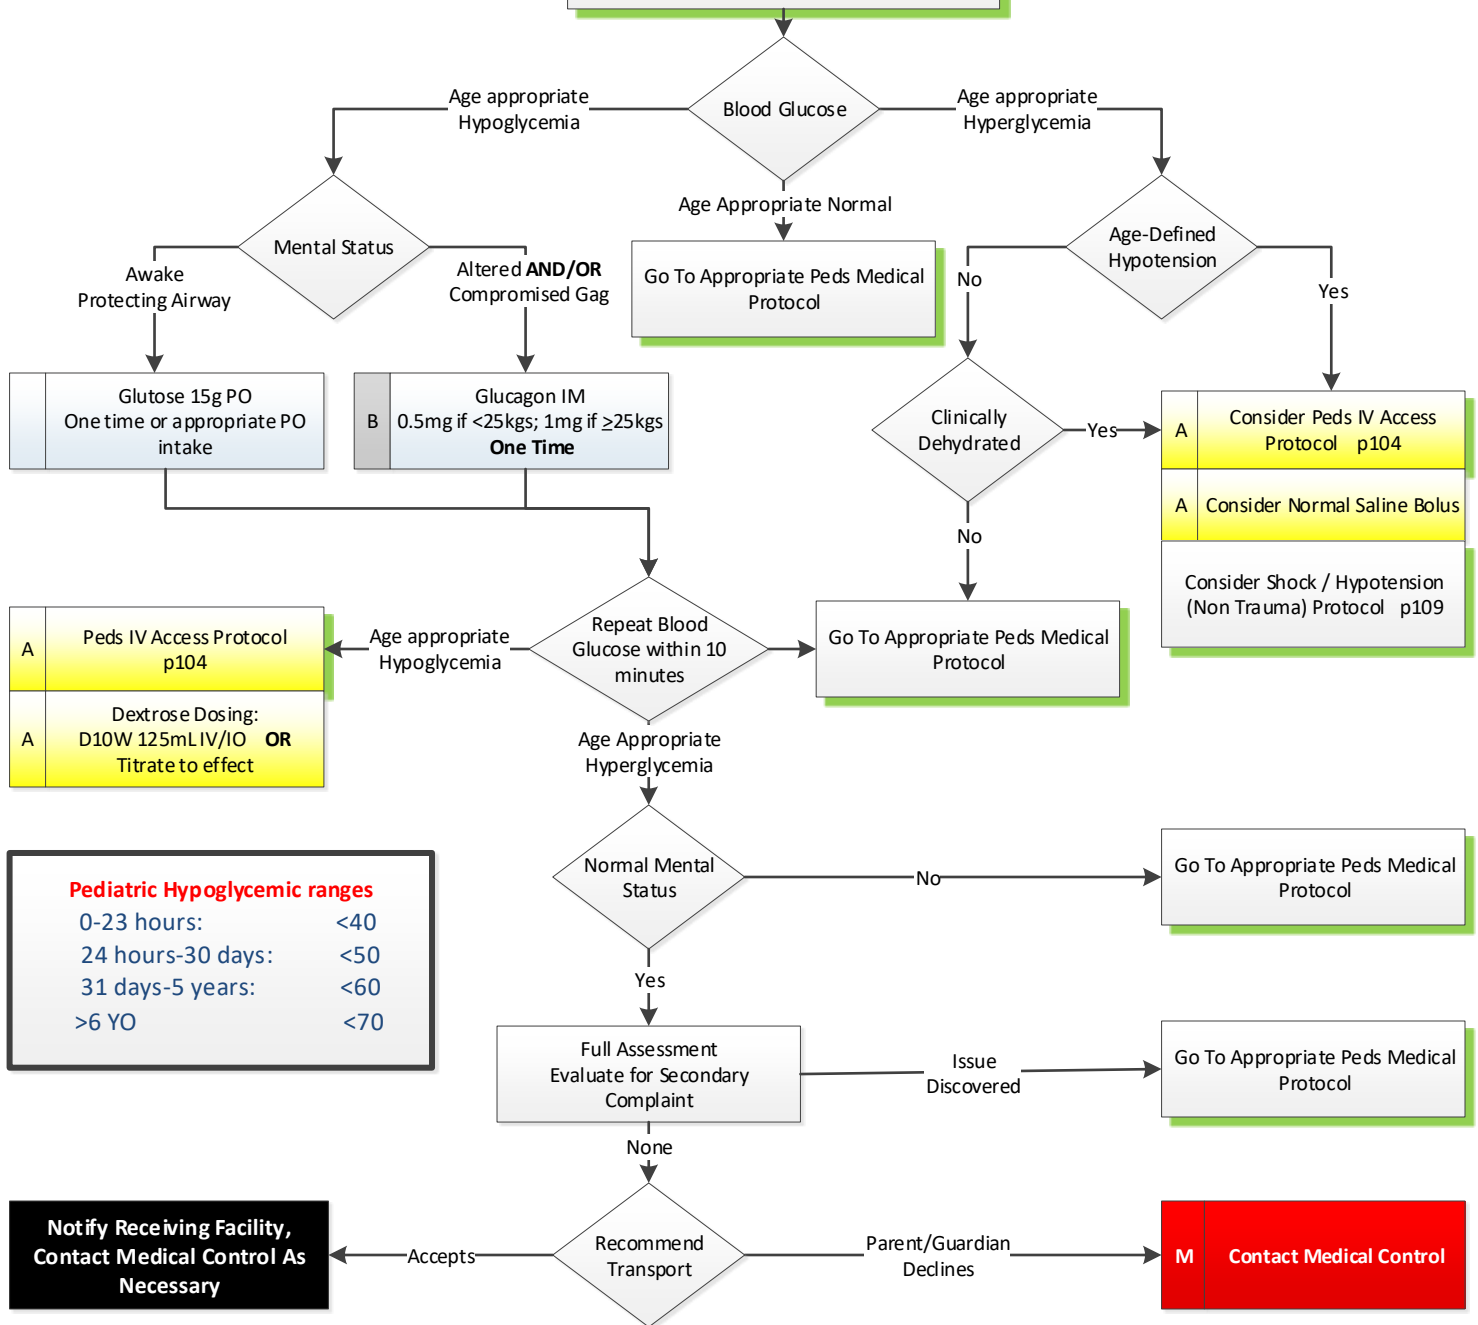 Blood Glucose
Age appropriate
Hypoglycemia
Age appropriate
Hyperglycemia
Age Appropriate Normal
Mental Status
Age-Defined
Hypotension
Go To Appropriate Peds Medical
Protocol
Awake
Protecting Airway
Altered AND/OR
Compromised Gag
No
Yes
Glutose 15g PO
One time or appropriate PO
intake
B
Glucagon IM
0.5mg if <25kgs; 1mg if ≥25kgs
One Time
Clinically
Dehydrated
Yes
A
Consider Peds IV Access
Protocol p104
A
Consider Normal Saline Bolus
Consider Shock / Hypotension
(Non Trauma) Protocol p109
No
Repeat Blood
Glucose within 10
minutes
Go To Appropriate Peds Medical
Protocol
Age appropriate
Hypoglycemia
A
Peds IV Access Protocol
p104
A
Dextrose Dosing:
D10W 125mL IV/IO OR
Titrate to effect
Age Appropriate
Hyperglycemia
Pediatric Hypoglycemic ranges
0-23 hours: <40
24 hours-30 days: <50
31 days-5 years: <60
>6 YO <70
Normal Mental
Status
No
Go To Appropriate Peds Medical
Protocol
Yes
Full Assessment
Evaluate for Secondary
Complaint
Issue
Discovered
Go To Appropriate Peds Medical
Protocol
None
Recommend
Transport
Accepts
Notify Receiving Facility,
Contact Medical Control As
Necessary
Parent/Guardian
Declines
M
Contact Medical Control